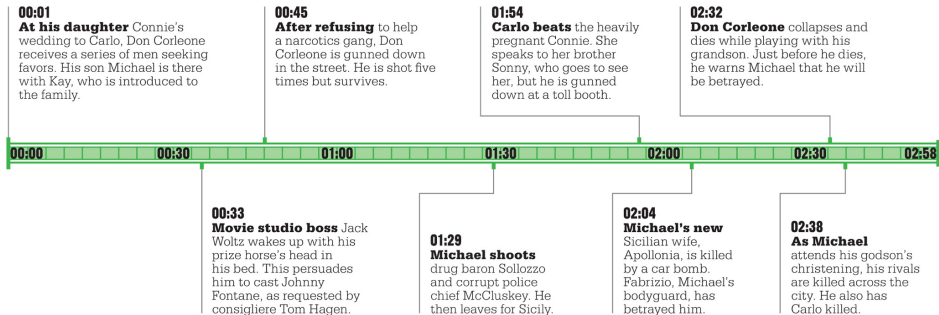 00:01
At his daughter Connie's
wedding to Carlo, Don Corleone
receives a series of men seeking
favors. His son Michael is there
with Kay, who is introduced to
the family.
00:45
After refusing to help
a narcotics gang, Don
Corleone is gunned down
in the street. He is shot five
times but survives.
01:54
Carlo beats the heavily
pregnant Connie. She
speaks to her brother
Sonny, who goes to see
her, but he is gunned
down at a toll booth.
02:32
Don Corleone collapses and
dies while playing with his
grandson. Just before he dies,
he warns Michael that he will
be betrayed.
00:00 00:30 01:00 01:30 02:00 02:30 02:58
00:33
Movie studio boss Jack
Woltz wakes up with his
prize horse's head in
his bed. This persuades
him to cast Johnny
Fontane, as requested by
consigliere Tom Hagen.
01:29
Michael shoots
drug baron Sollozzo
and corrupt police
chief McCluskey. He
then leaves for Sicily.
02:04
Michael's new
Sicilian wife,
Apollonia, is killed
by a car bomb.
Fabrizio, Michael's
bodyguard, has
betrayed him.
02:38
As Michael
attends his godson's
christening, his rivals
are killed across the
city. He also has
Carlo killed.